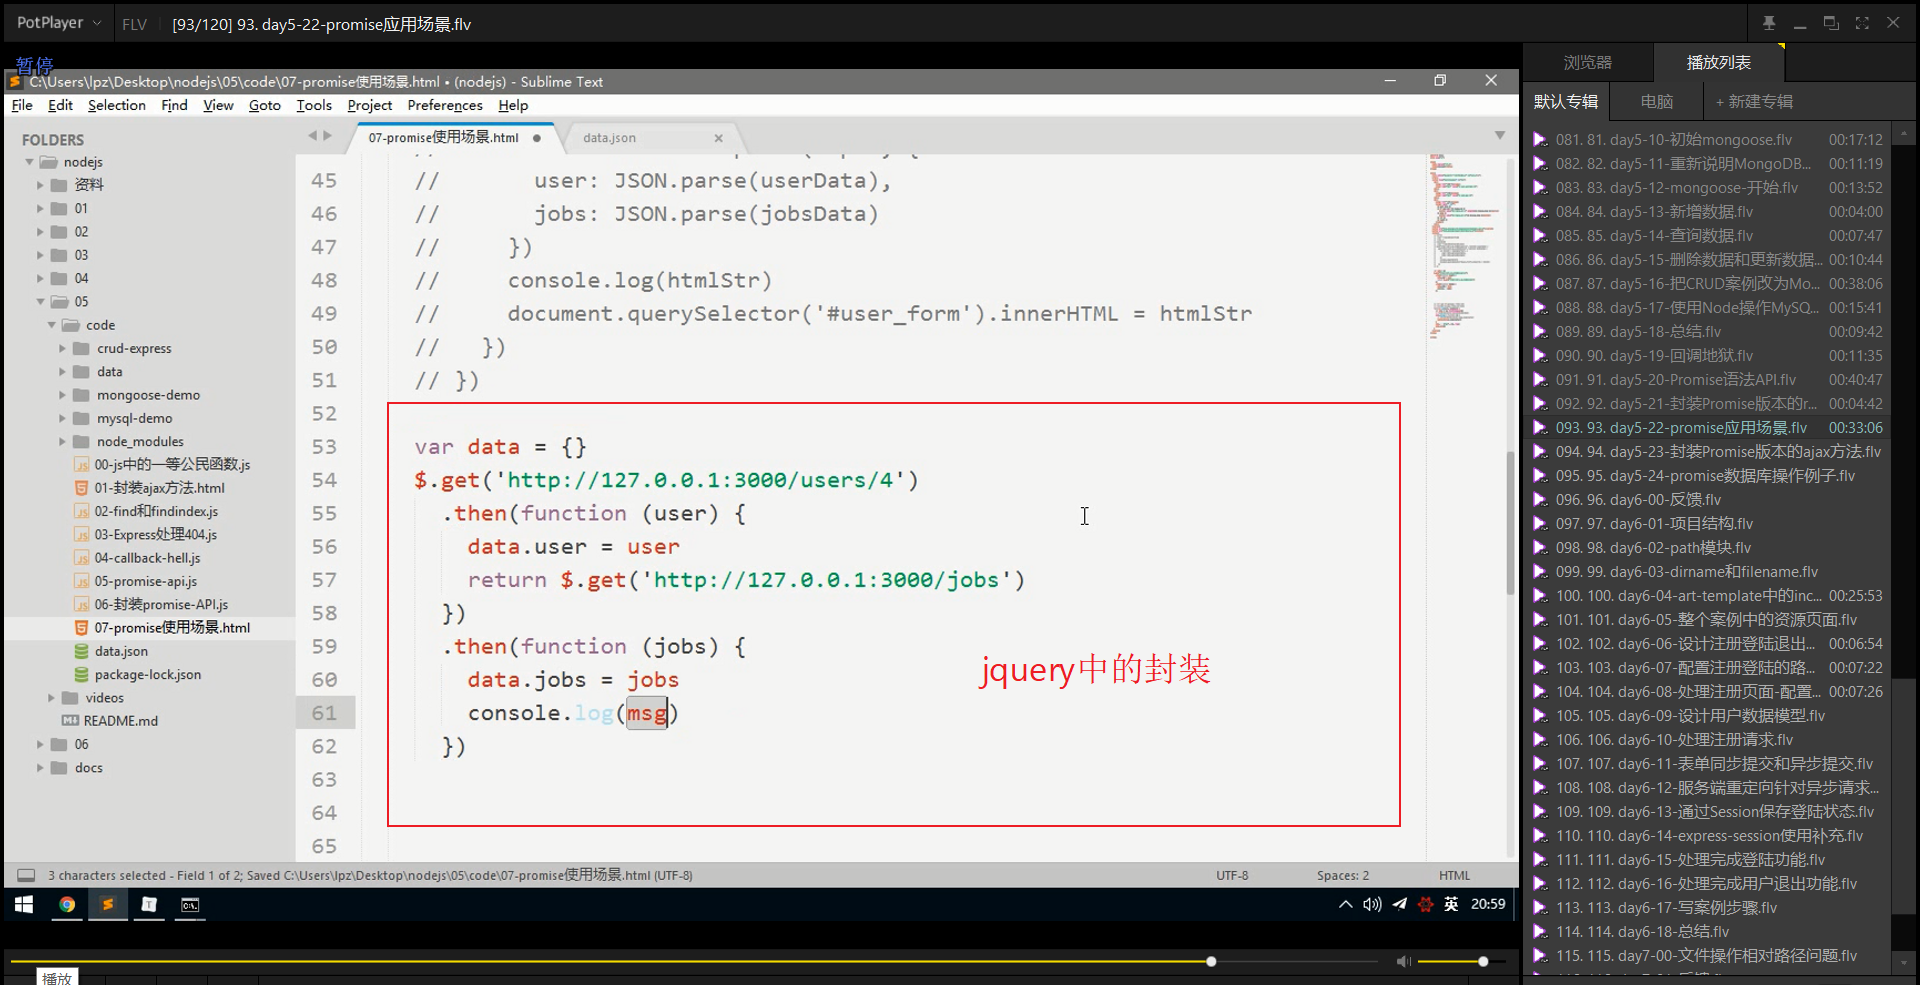 PotPlayer
FLV
[93/120] 93. day5-22-promise应用场景.flv
暂停
C:\Users\lpz\Desktop\nodejs\05\code\07-promise使用场景.html • (nodejs) - Sublime Text
File Edit Selection Find View Goto Tools Project Preferences Help
FOLDERS
nodejs
资料
01
02
03
04
05
code
crud-express
data
mongoose-demo
mysql-demo
node_modules
00-js中的一等公民函数.js
01-封装ajax方法.html
02-find和findindex.js
03-Express处理404.js
04-callback-hell.js
05-promise-api.js
06-封装promise-API.js
07-promise使用场景.html
data.json
package-lock.json
videos
README.md
06
docs
07-promise使用场景.html
data.json
45 // user: JSON.parse(userData),
46 // jobs: JSON.parse(jobsData)
47 // })
48 // console.log(htmlStr)
49 // document.querySelector('#user_form').innerHTML = htmlStr
50 // })
51 // })
52
53 var data = {}
54 $.get('http://127.0.0.1:3000/users/4')
55 .then(function (user) {
56 data.user = user
57 return $.get('http://127.0.0.1:3000/jobs')
58 })
59 .then(function (jobs) {
60 data.jobs = jobs
61 console.log(msg)
62 })
63
64
65
jquery中的封装
3 characters selected - Field 1 of 2; Saved C:\Users\lpz\Desktop\nodejs\05\code\07-promise使用场景.html (UTF-8)
UTF-8
Spaces: 2
HTML
英
20:59
播放
浏览器
播放列表
默认专辑
电脑
+ 新建专辑
081. 81. day5-10-初始mongoose.flv 00:17:12
082. 82. day5-11-重新说明MongoDB... 00:11:19
083. 83. day5-12-mongoose-开始.flv 00:13:52
084. 84. day5-13-新增数据.flv 00:04:00
085. 85. day5-14-查询数据.flv 00:07:47
086. 86. day5-15-删除数据和更新数据... 00:10:44
087. 87. day5-16-把CRUD案例改为Mo... 00:38:06
088. 88. day5-17-使用Node操作MySQ... 00:15:41
089. 89. day5-18-总结.flv 00:09:42
090. 90. day5-19-回调地狱.flv 00:11:35
091. 91. day5-20-Promise语法API.flv 00:40:47
092. 92. day5-21-封装Promise版本的r... 00:04:42
093. 93. day5-22-promise应用场景.flv 00:33:06
094. 94. day5-23-封装Promise版本的ajax方法.flv
095. 95. day5-24-promise数据库操作例子.flv
096. 96. day6-00-反馈.flv
097. 97. day6-01-项目结构.flv
098. 98. day6-02-path模块.flv
099. 99. day6-03-dirname和filename.flv
100. 100. day6-04-art-template中的inc... 00:25:53
101. 101. day6-05-整个案例中的资源页面.flv
102. 102. day6-06-设计注册登陆退出... 00:06:54
103. 103. day6-07-配置注册登陆的路... 00:07:22
104. 104. day6-08-处理注册页面-配置... 00:07:26
105. 105. day6-09-设计用户数据模型.flv
106. 106. day6-10-处理注册请求.flv
107. 107. day6-11-表单同步提交和异步提交.flv
108. 108. day6-12-服务端重定向针对异步请求...
109. 109. day6-13-通过Session保存登陆状态.flv
110. 110. day6-14-express-session使用补充.flv
111. 111. day6-15-处理完成登陆功能.flv
112. 112. day6-16-处理完成用户退出功能.flv
113. 113. day6-17-写案例步骤.flv
114. 114. day6-18-总结.flv
115. 115. day7-00-文件操作相对路径问题.flv